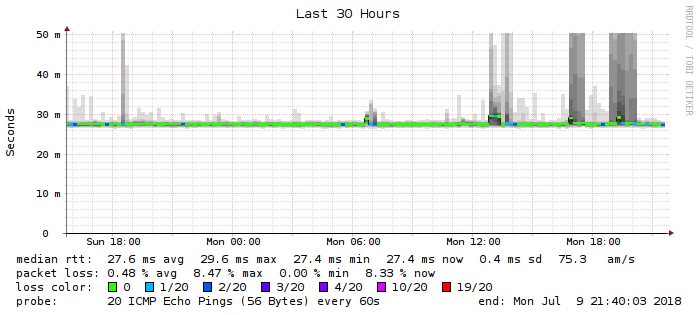 Last 30 Hours
RRDTOOL / TOBI OETIKER
Seconds
50 m
40 m
30 m
20 m
10 m
0
Sun 18:00 Mon 00:00 Mon 06:00 Mon 12:00 Mon 18:00
median rtt: 27.6 ms avg 29.6 ms max 27.4 ms min 27.4 ms now 0.4 ms sd 75.3 am/s
packet loss: 0.48 % avg 8.47 % max 0.00 % min 8.33 % now
loss color: 0 1/20 2/20 3/20 4/20 10/20 19/20
probe: 20 ICMP Echo Pings (56 Bytes) every 60s end: Mon Jul 9 21:40:03 2018